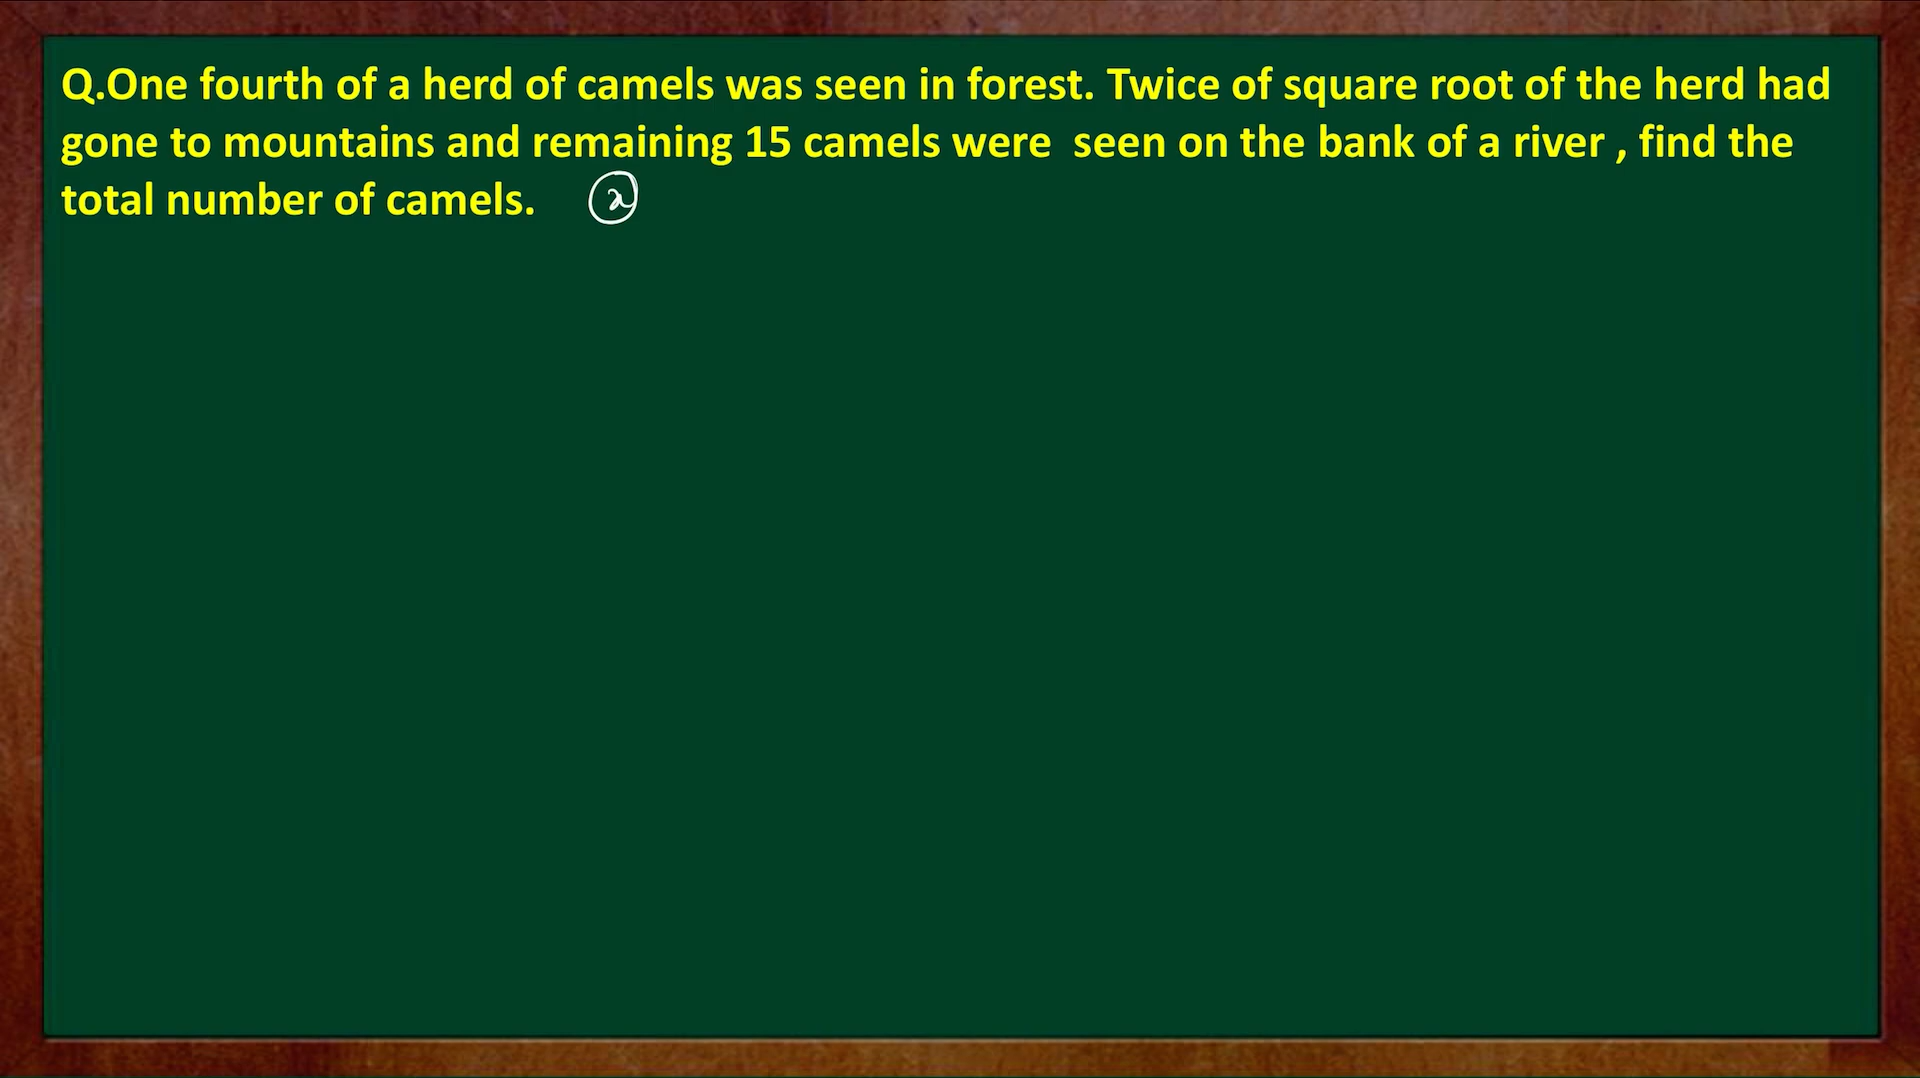 Q.One fourth of a herd of camels was seen in forest. Twice of square root of the herd had
gone to mountains and remaining 15 camels were  seen on the bank of a river , find the
total number of camels. x